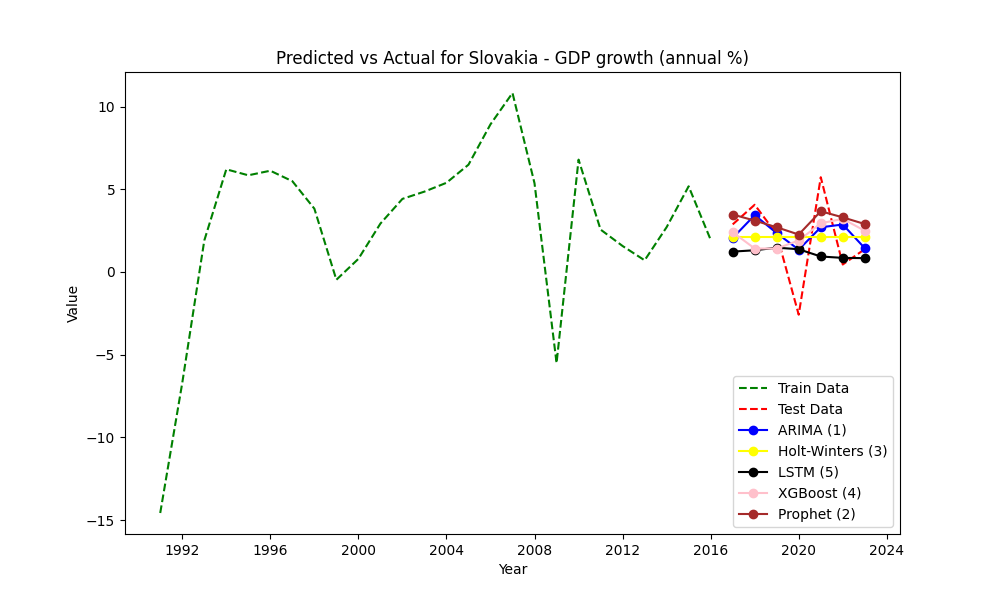 Predicted vs Actual for Slovakia - GDP growth (annual %)
10
5
0
−5
−10
−15
Value
1992 1996 2000 2004 2008 2012 2016 2020 2024
Year
Train Data
Test Data
ARIMA (1)
Holt-Winters (3)
LSTM (5)
XGBoost (4)
Prophet (2)